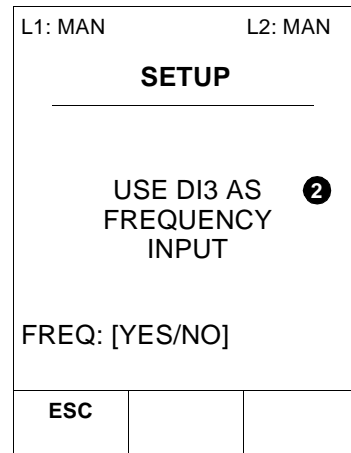 L1: MAN L2: MAN
SETUP
USE DI3 AS 2
FREQUENCY
INPUT
FREQ: [YES/NO]
ESC